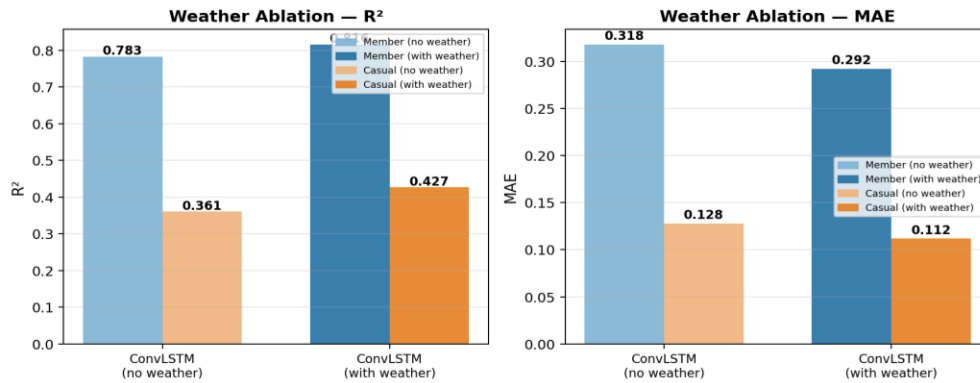 Weather Ablation — R²
0.8
0.7
0.6
0.5
0.4
0.3
0.2
0.1
0.0
R²
0.783
0.361
0.427
Member (no weather)
Member (with weather)
Casual (no weather)
Casual (with weather)
ConvLSTM
(no weather)
ConvLSTM
(with weather)
Weather Ablation — MAE
0.30
0.25
0.20
0.15
0.10
0.05
0.00
MAE
0.318
0.128
0.292
0.112
Member (no weather)
Member (with weather)
Casual (no weather)
Casual (with weather)
ConvLSTM
(no weather)
ConvLSTM
(with weather)